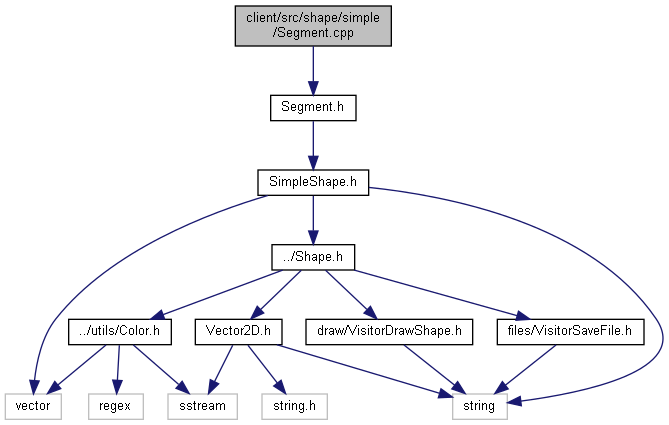 client/src/shape/simple
/Segment.cpp
Segment.h
SimpleShape.h
../Shape.h
../utils/Color.h
Vector2D.h
draw/VisitorDrawShape.h
files/VisitorSaveFile.h
vector
regex
sstream
string.h
string